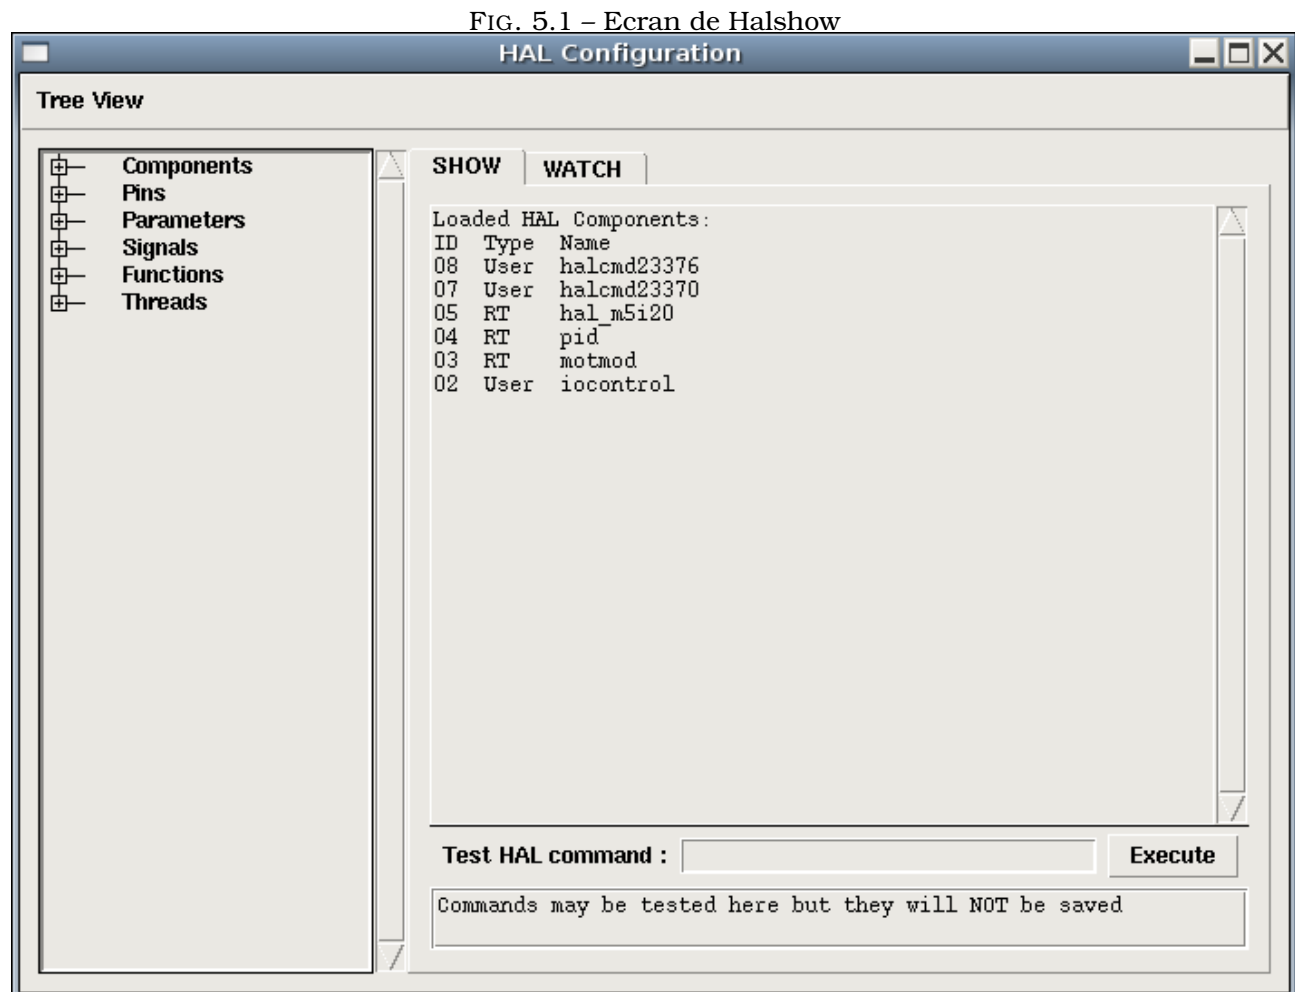 FIG. 5.1 – Ecran de Halshow
HAL Configuration
Tree View
Components
Pins
Parameters
Signals
Functions
Threads
SHOW WATCH
Loaded HAL Components:
ID Type Name
08 User halcmd23376
07 User halcmd23370
05 RT hal_m5i20
04 RT pid
03 RT motmod
02 User iocontrol
Test HAL command : Execute
Commands may be tested here but they will NOT be saved